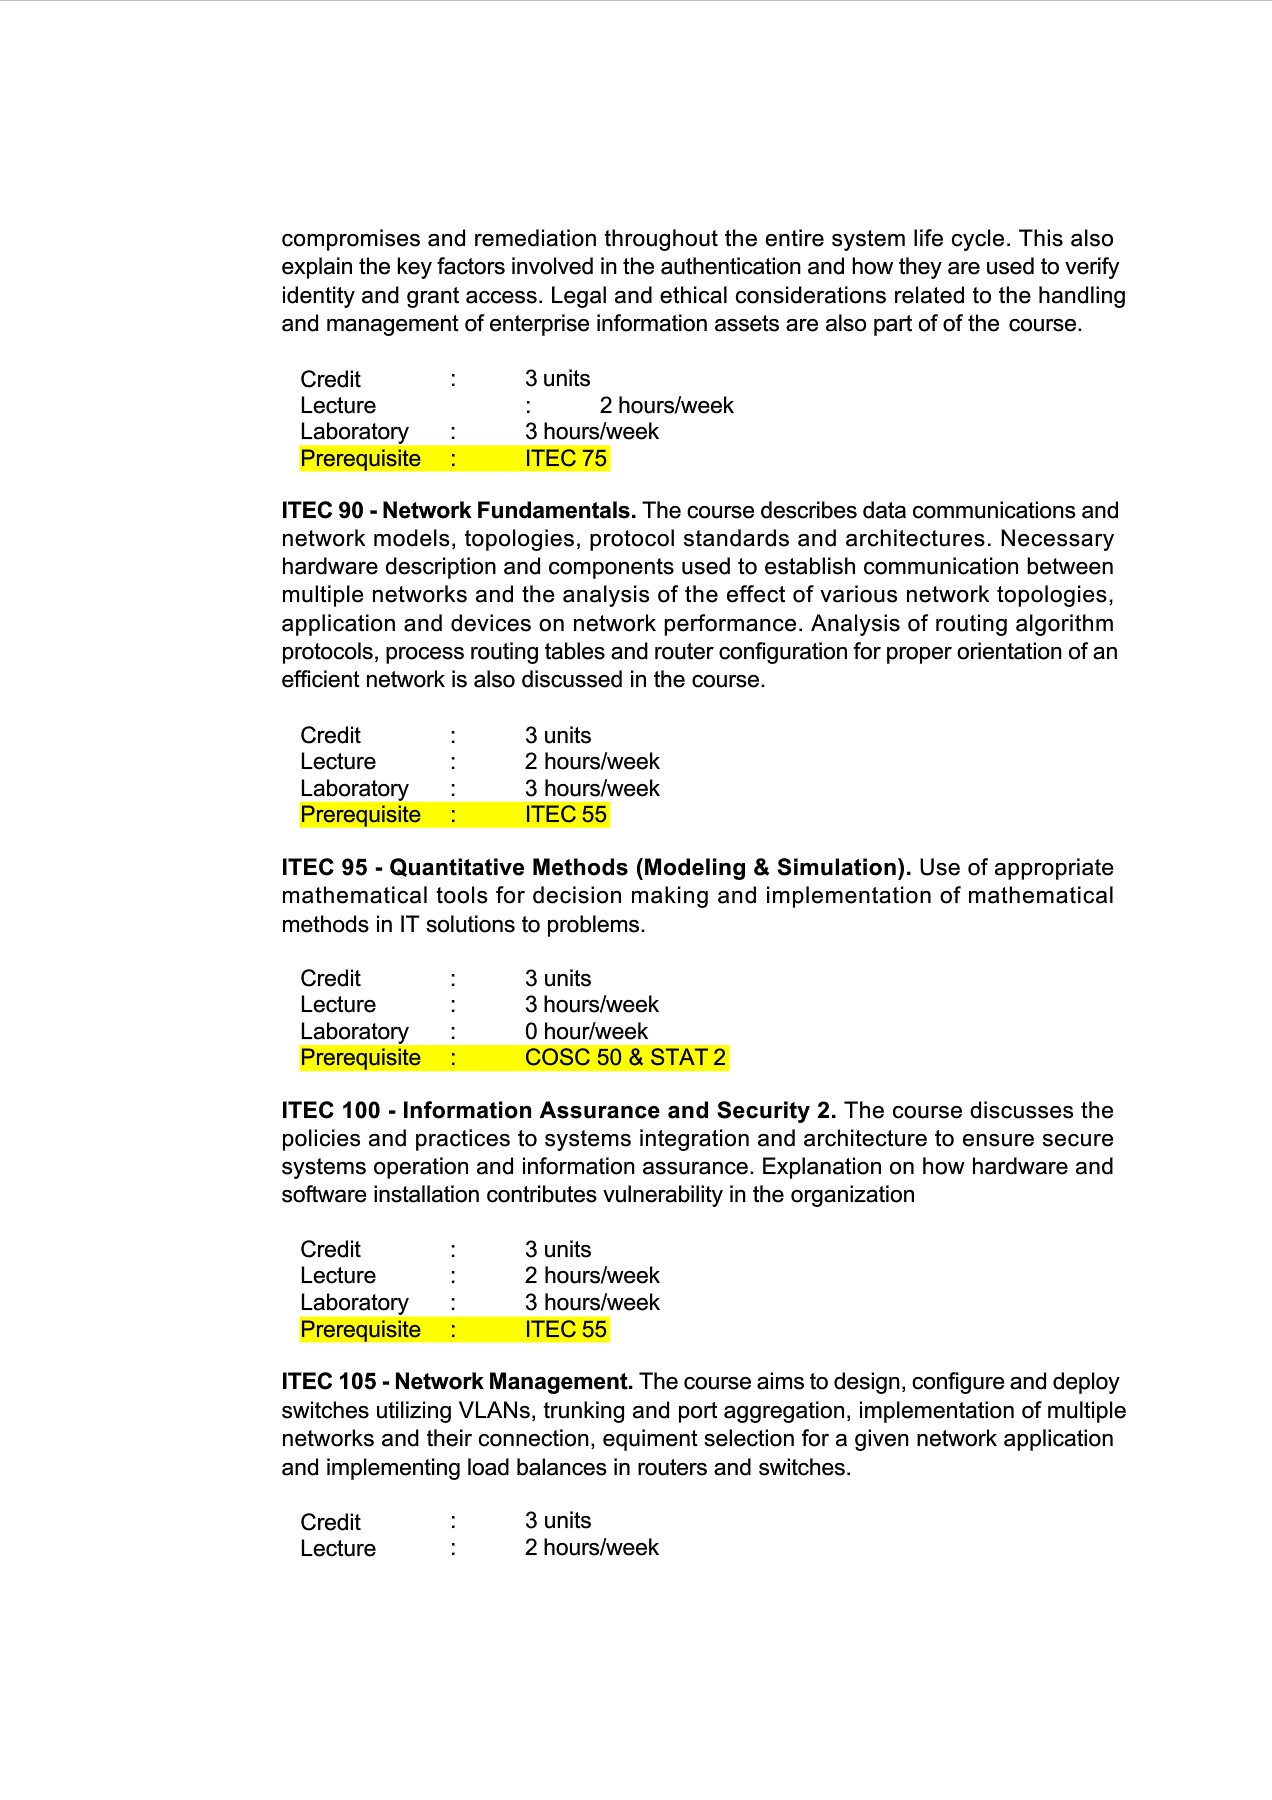 compromises and remediation throughout the entire system life cycle. This also
explain the key factors involved in the authentication and how they are used to verify
identity and grant access. Legal and ethical considerations related to the handling
and management of enterprise information assets are also part of of the course.
Credit : 3 units
Lecture : 2 hours/week
Laboratory : 3 hours/week
Prerequisite : ITEC 75
ITEC 90 - Network Fundamentals. The course describes data communications and
network models, topologies, protocol standards and architectures. Necessary
hardware description and components used to establish communication between
multiple networks and the analysis of the effect of various network topologies,
application and devices on network performance. Analysis of routing algorithm
protocols, process routing tables and router configuration for proper orientation of an
efficient network is also discussed in the course.
Credit : 3 units
Lecture : 2 hours/week
Laboratory : 3 hours/week
Prerequisite : ITEC 55
ITEC 95 - Quantitative Methods (Modeling & Simulation). Use of appropriate
mathematical tools for decision making and implementation of mathematical
methods in IT solutions to problems.
Credit : 3 units
Lecture : 3 hours/week
Laboratory : 0 hour/week
Prerequisite : COSC 50 & STAT 2
ITEC 100 - Information Assurance and Security 2. The course discusses the
policies and practices to systems integration and architecture to ensure secure
systems operation and information assurance. Explanation on how hardware and
software installation contributes vulnerability in the organization
Credit : 3 units
Lecture : 2 hours/week
Laboratory : 3 hours/week
Prerequisite : ITEC 55
ITEC 105 - Network Management. The course aims to design, configure and deploy
switches utilizing VLANs, trunking and port aggregation, implementation of multiple
networks and their connection, equiment selection for a given network application
and implementing load balances in routers and switches.
Credit : 3 units
Lecture : 2 hours/week